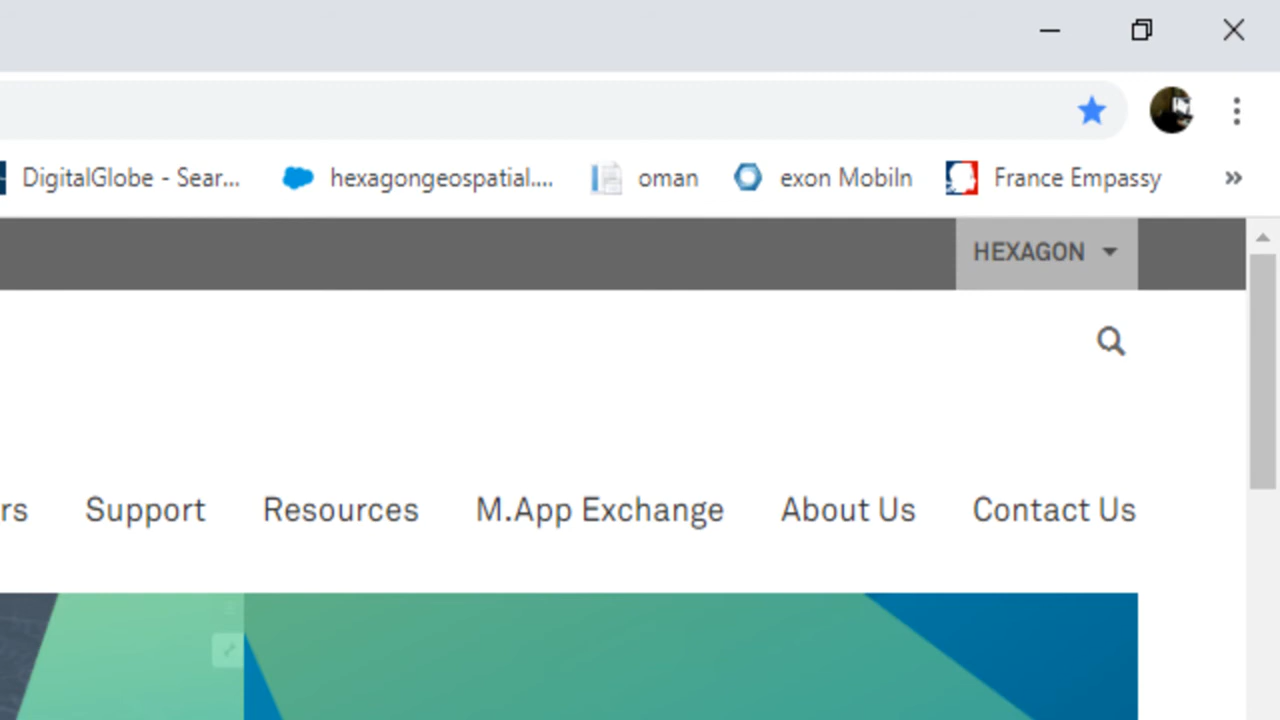 DigitalGlobe - Sear... hexagongeospatial.... oman exon Mobiln France Empassy »
HEXAGON
rs Support Resources M.App Exchange About Us Contact Us